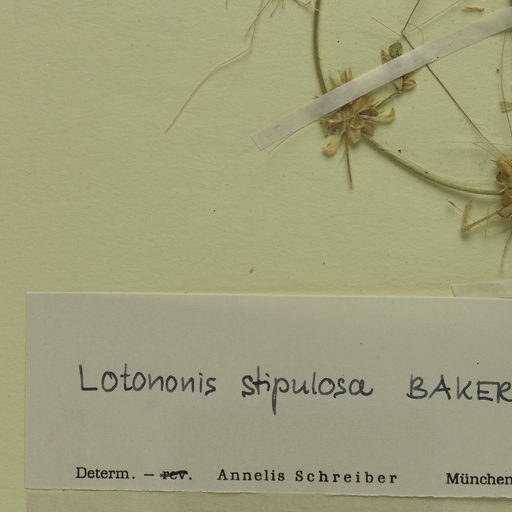 Lotononis stipulosa BAKER
Determ. – rev. Annelis Schreiber München